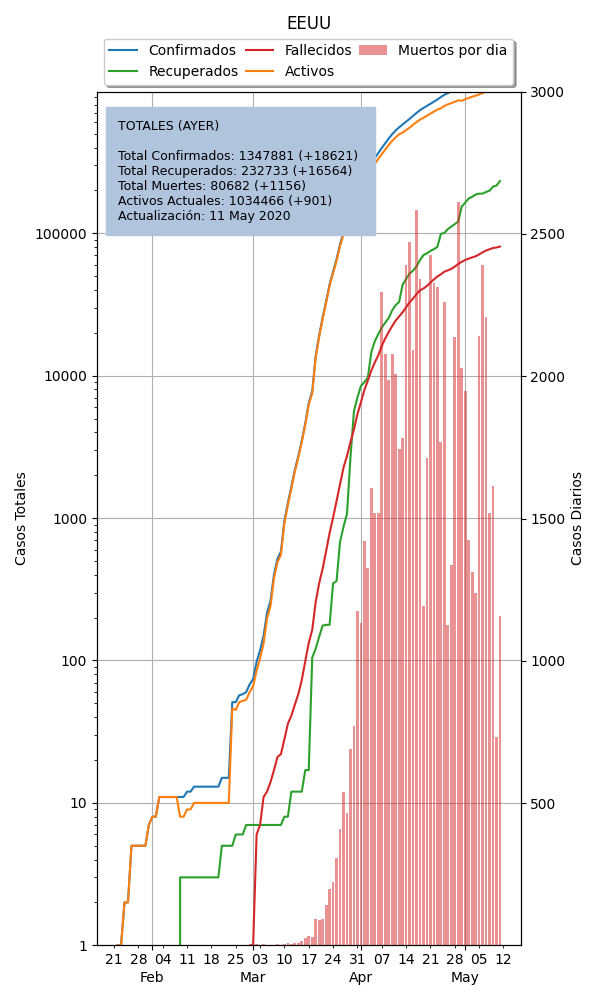 EEUU
Confirmados Fallecidos Muertos por dia
Recuperados Activos
TOTALES (AYER)
Total Confirmados: 1347881 (+18621)
Total Recuperados: 232733 (+16564)
Total Muertes: 80682 (+1156)
Activos Actuales: 1034466 (+901)
Actualización: 11 May 2020
Casos Totales
100000
10000
1000
100
10
1
3000
2500
2000
1500
1000
500
Casos Diarios
21 28 04 11 18 25 03 10 17 24 31 07 14 21 28 05 12
Feb Mar Apr May